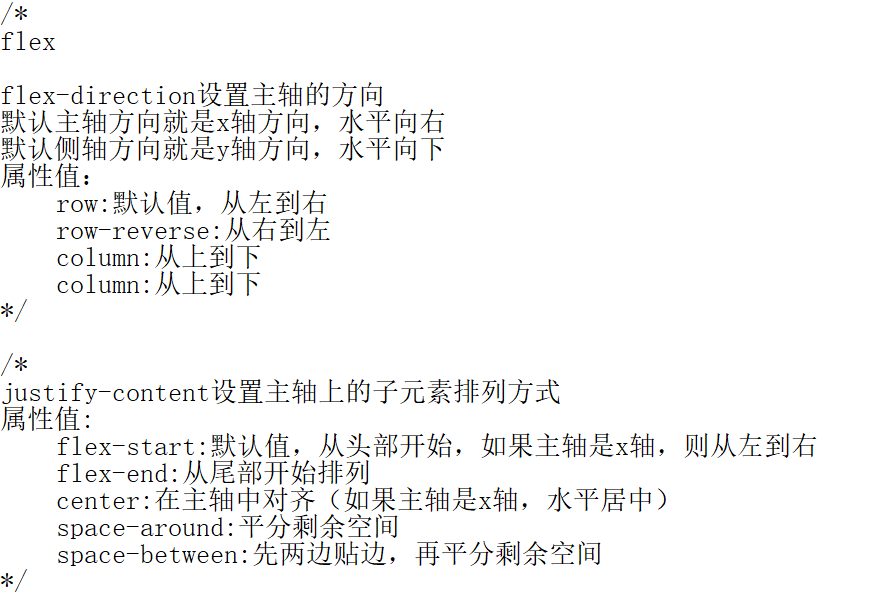 /*
flex
flex-direction设置主轴的方向
默认主轴方向就是x轴方向，水平向右
默认侧轴方向就是y轴方向，水平向下
属性值：
row:默认值，从左到右
row-reverse:从右到左
column:从上到下
column:从上到下
*/
/*
justify-content设置主轴上的子元素排列方式
属性值:
flex-start:默认值，从头部开始，如果主轴是x轴，则从左到右
flex-end:从尾部开始排列
center:在主轴中对齐（如果主轴是x轴，水平居中）
space-around:平分剩余空间
space-between:先两边贴边，再平分剩余空间
*/